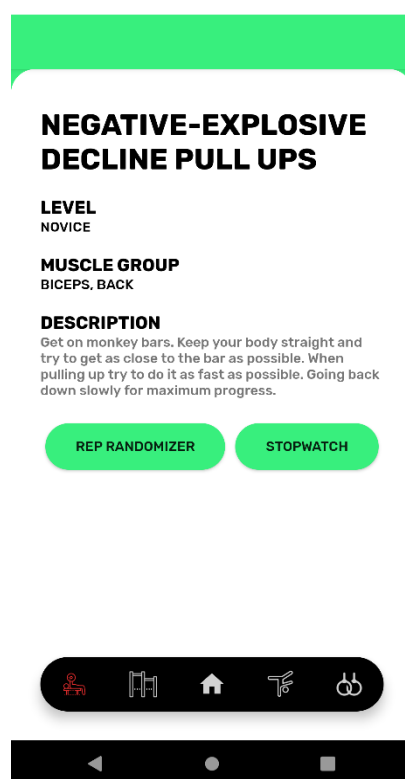 NEGATIVE-EXPLOSIVE
DECLINE PULL UPS
LEVEL
NOVICE
MUSCLE GROUP
BICEPS, BACK
DESCRIPTION
Get on monkey bars. Keep your body straight and
try to get as close to the bar as possible. When
pulling up try to do it as fast as possible. Going back
down slowly for maximum progress.
REP RANDOMIZER
STOPWATCH